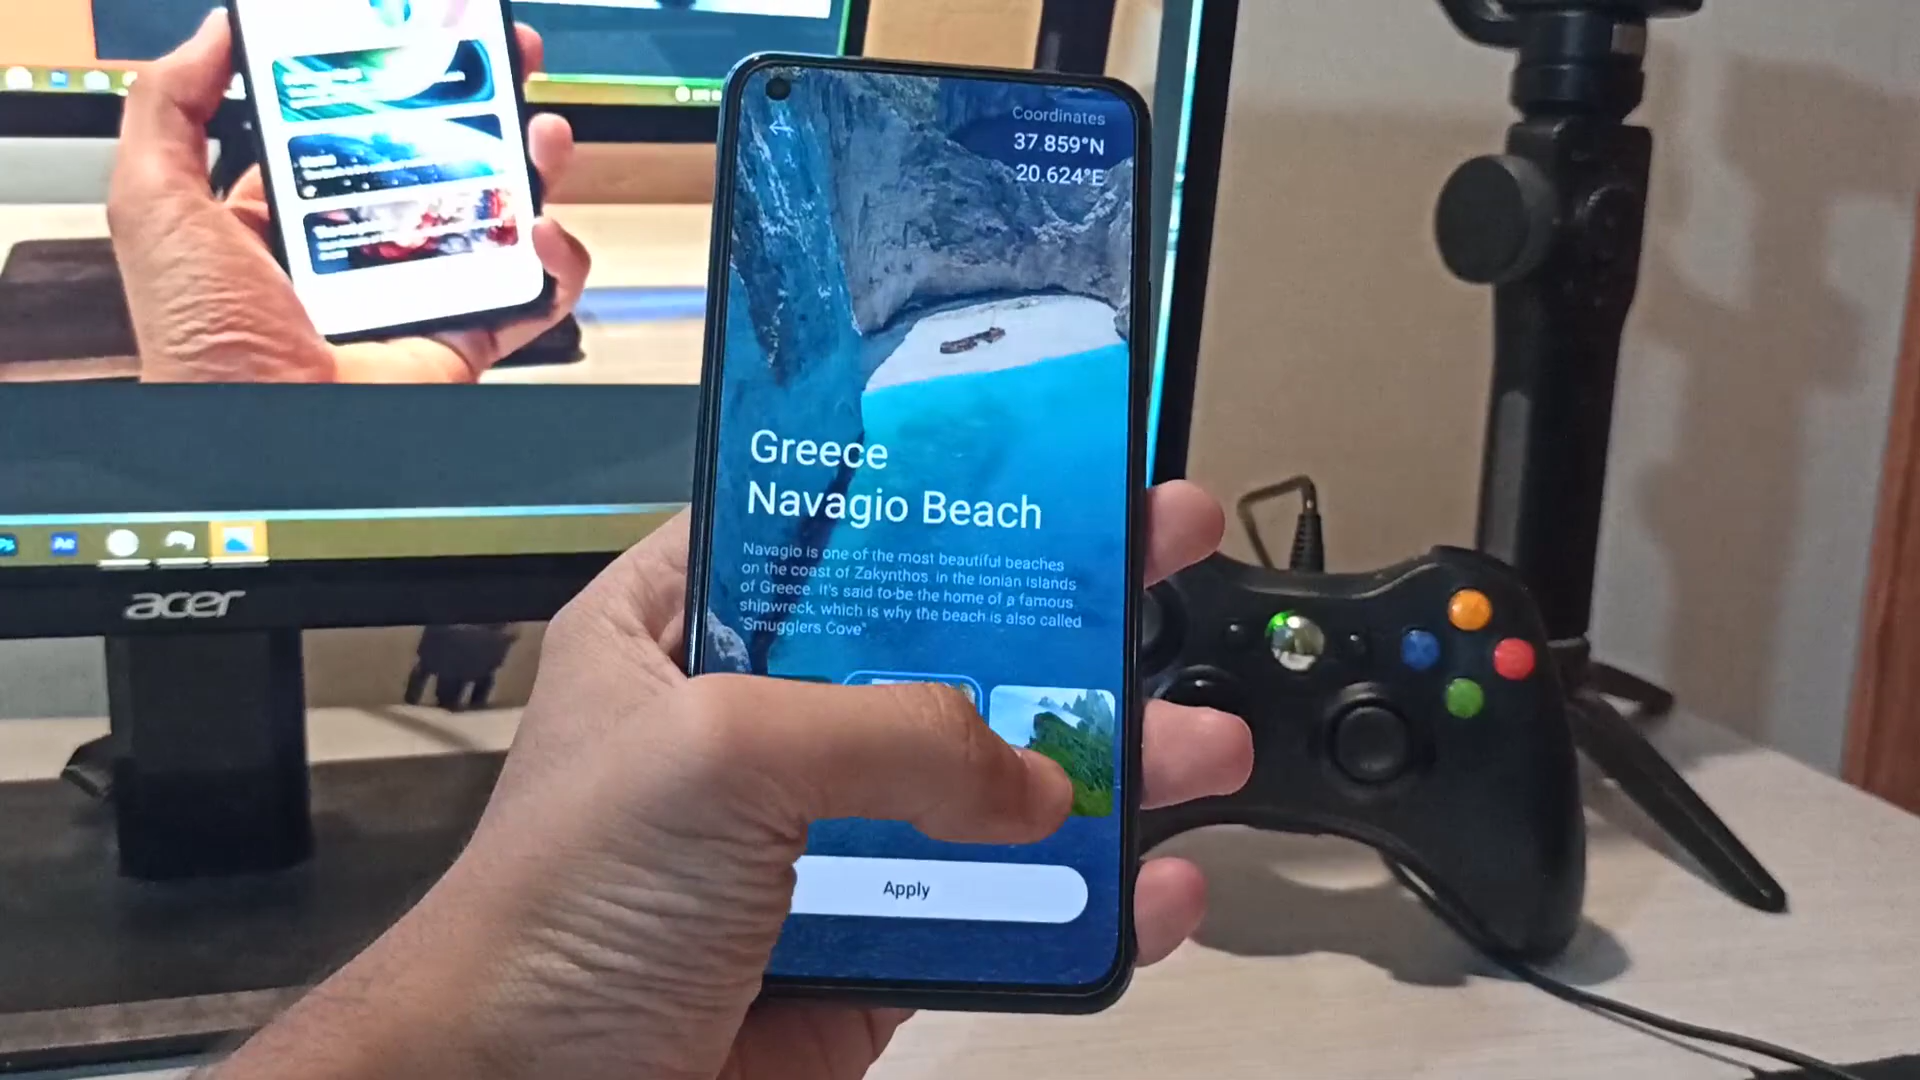 Coordinates
37.859°N
20.624°E
Greece
Navagio Beach
Navagio is one of the most beautiful beaches
on the coast of Zakynthos in the Ionian Islands
of Greece. It's said to be the home of a famous
shipwreck, which is why the beach is also called
"Smugglers Cove"
Apply
acer
Ps